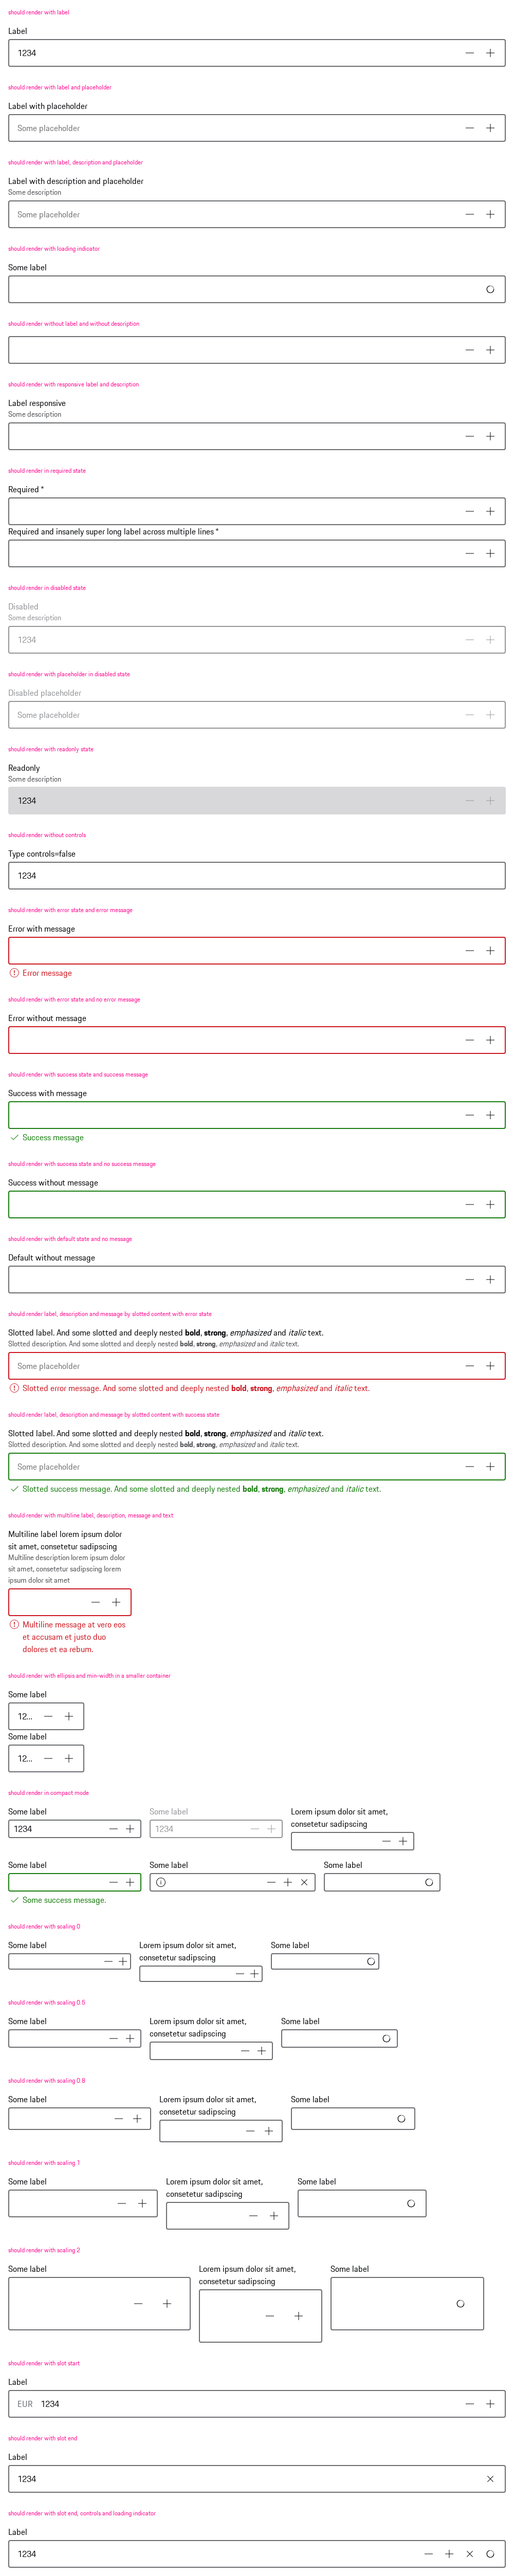 should render with label
Label
1234
should render with label and placeholder
Label with placeholder
Some placeholder
should render with label, description and placeholder
Label with description and placeholder
Some description
Some placeholder
should render with loading indicator
Some label
should render without label and without description
should render with responsive label and description
Label responsive
Some description
should render in required state
Required *
Required and insanely super long label across multiple lines *
should render in disabled state
Disabled
Some description
1234
should render with placeholder in disabled state
Disabled placeholder
Some placeholder
should render with readonly state
Readonly
Some description
1234
should render without controls
Type controls=false
1234
should render with error state and error message
Error with message
Error message
should render with error state and no error message
Error without message
should render with success state and success message
Success with message
Success message
should render with success state and no success message
Success without message
should render with default state and no message
Default without message
should render label, description and message by slotted content with error state
Slotted label. And some slotted and deeply nested bold, strong, emphasized and italic text.
Slotted description. And some slotted and deeply nested bold, strong, emphasized and italic text.
Some placeholder
Slotted error message. And some slotted and deeply nested bold, strong, emphasized and italic text.
should render label, description and message by slotted content with success state
Slotted label. And some slotted and deeply nested bold, strong, emphasized and italic text.
Slotted description. And some slotted and deeply nested bold, strong, emphasized and italic text.
Some placeholder
Slotted success message. And some slotted and deeply nested bold, strong, emphasized and italic text.
should render with multiline label, description, message and text
Multiline label lorem ipsum dolor
sit amet, consetetur sadipscing
Multiline description lorem ipsum dolor
sit amet, consetetur sadipscing lorem
ipsum dolor sit amet
Multiline message at vero eos
et accusam et justo duo
dolores et ea rebum.
should render with ellipsis and min-width in a smaller container
Some label
12...
Some label
12...
should render in compact mode
Some label
1234
Some label
1234
Lorem ipsum dolor sit amet,
consetetur sadipscing
Some label
Some success message.
Some label
Some label
should render with scaling 0
Some label
Lorem ipsum dolor sit amet,
consetetur sadipscing
Some label
should render with scaling 0.5
Some label
Lorem ipsum dolor sit amet,
consetetur sadipscing
Some label
should render with scaling 0.8
Some label
Lorem ipsum dolor sit amet,
consetetur sadipscing
Some label
should render with scaling 1
Some label
Lorem ipsum dolor sit amet,
consetetur sadipscing
Some label
should render with scaling 2
Some label
Lorem ipsum dolor sit amet,
consetetur sadipscing
Some label
should render with slot start
Label
EUR 1234
should render with slot end
Label
1234
should render with slot end, controls and loading indicator
Label
1234